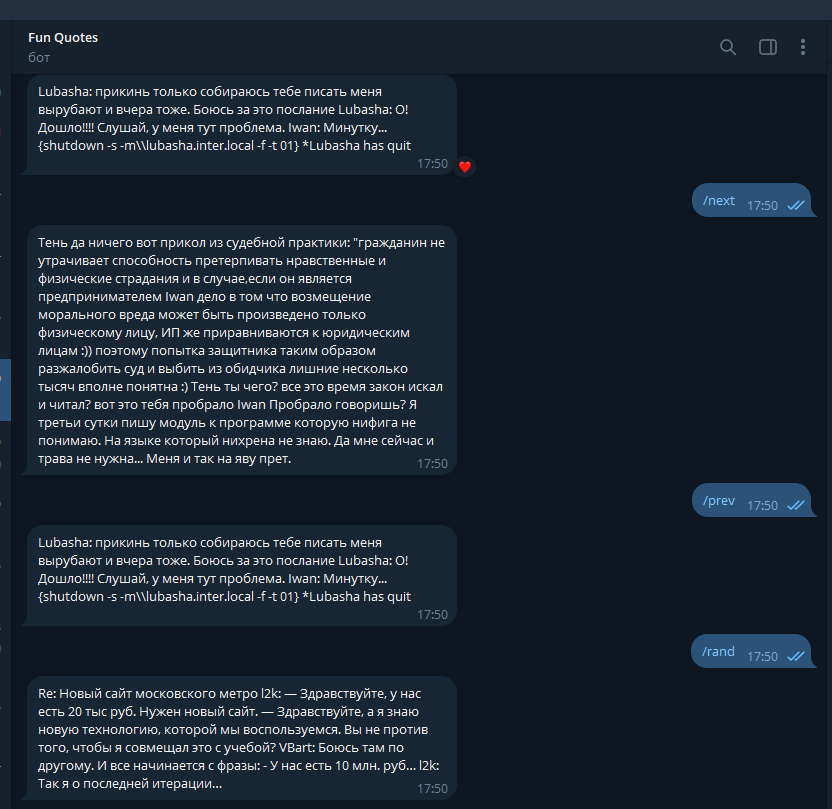 Fun Quotes
бот
Lubasha: прикинь только собираюсь тебе писать меня
вырубают и вчера тоже. Боюсь за это послание Lubasha: О!
Дошло!!!! Слушай, у меня тут проблема. Iwan: Минутку...
{shutdown -s -m\\lubasha.inter.local -f -t 01} *Lubasha has quit
17:50
/next 17:50
Тень да ничего вот прикол из судебной практики: "гражданин не
утрачивает способность претерпивать нравственные и
физические страдания и в случае,если он является
предпринимателем Iwan дело в том что возмещение
морального вреда может быть произведено только
физическому лицу, ИП же приравниваются к юридическим
лицам :)) поэтому попытка защитника таким образом
разжалобить суд и выбить из обидчика лишние несколько
тысяч вполне понятна :) Тень ты чего? все это время закон искал
и читал? вот это тебя пробрало Iwan Пробрало говоришь? Я
третьи сутки пишу модуль к программе которую нифига не
понимаю. На языке который нихрена не знаю. Да мне сейчас и
трава не нужна... Меня и так на яву прет.
17:50
/prev 17:50
Lubasha: прикинь только собираюсь тебе писать меня
вырубают и вчера тоже. Боюсь за это послание Lubasha: О!
Дошло!!!! Слушай, у меня тут проблема. Iwan: Минутку...
{shutdown -s -m\\lubasha.inter.local -f -t 01} *Lubasha has quit
17:50
/rand 17:50
Re: Новый сайт московского метро l2k: — Здравствуйте, у нас
есть 20 тыс руб. Нужен новый сайт. — Здравствуйте, а я знаю
новую технологию, которой мы воспользуемся. Вы не против
того, чтобы я совмещал это с учебой? VBart: Боюсь там по
другому. И все начинается с фразы: - У нас есть 10 млн. руб... l2k:
Так я о последней итерации...
17:50